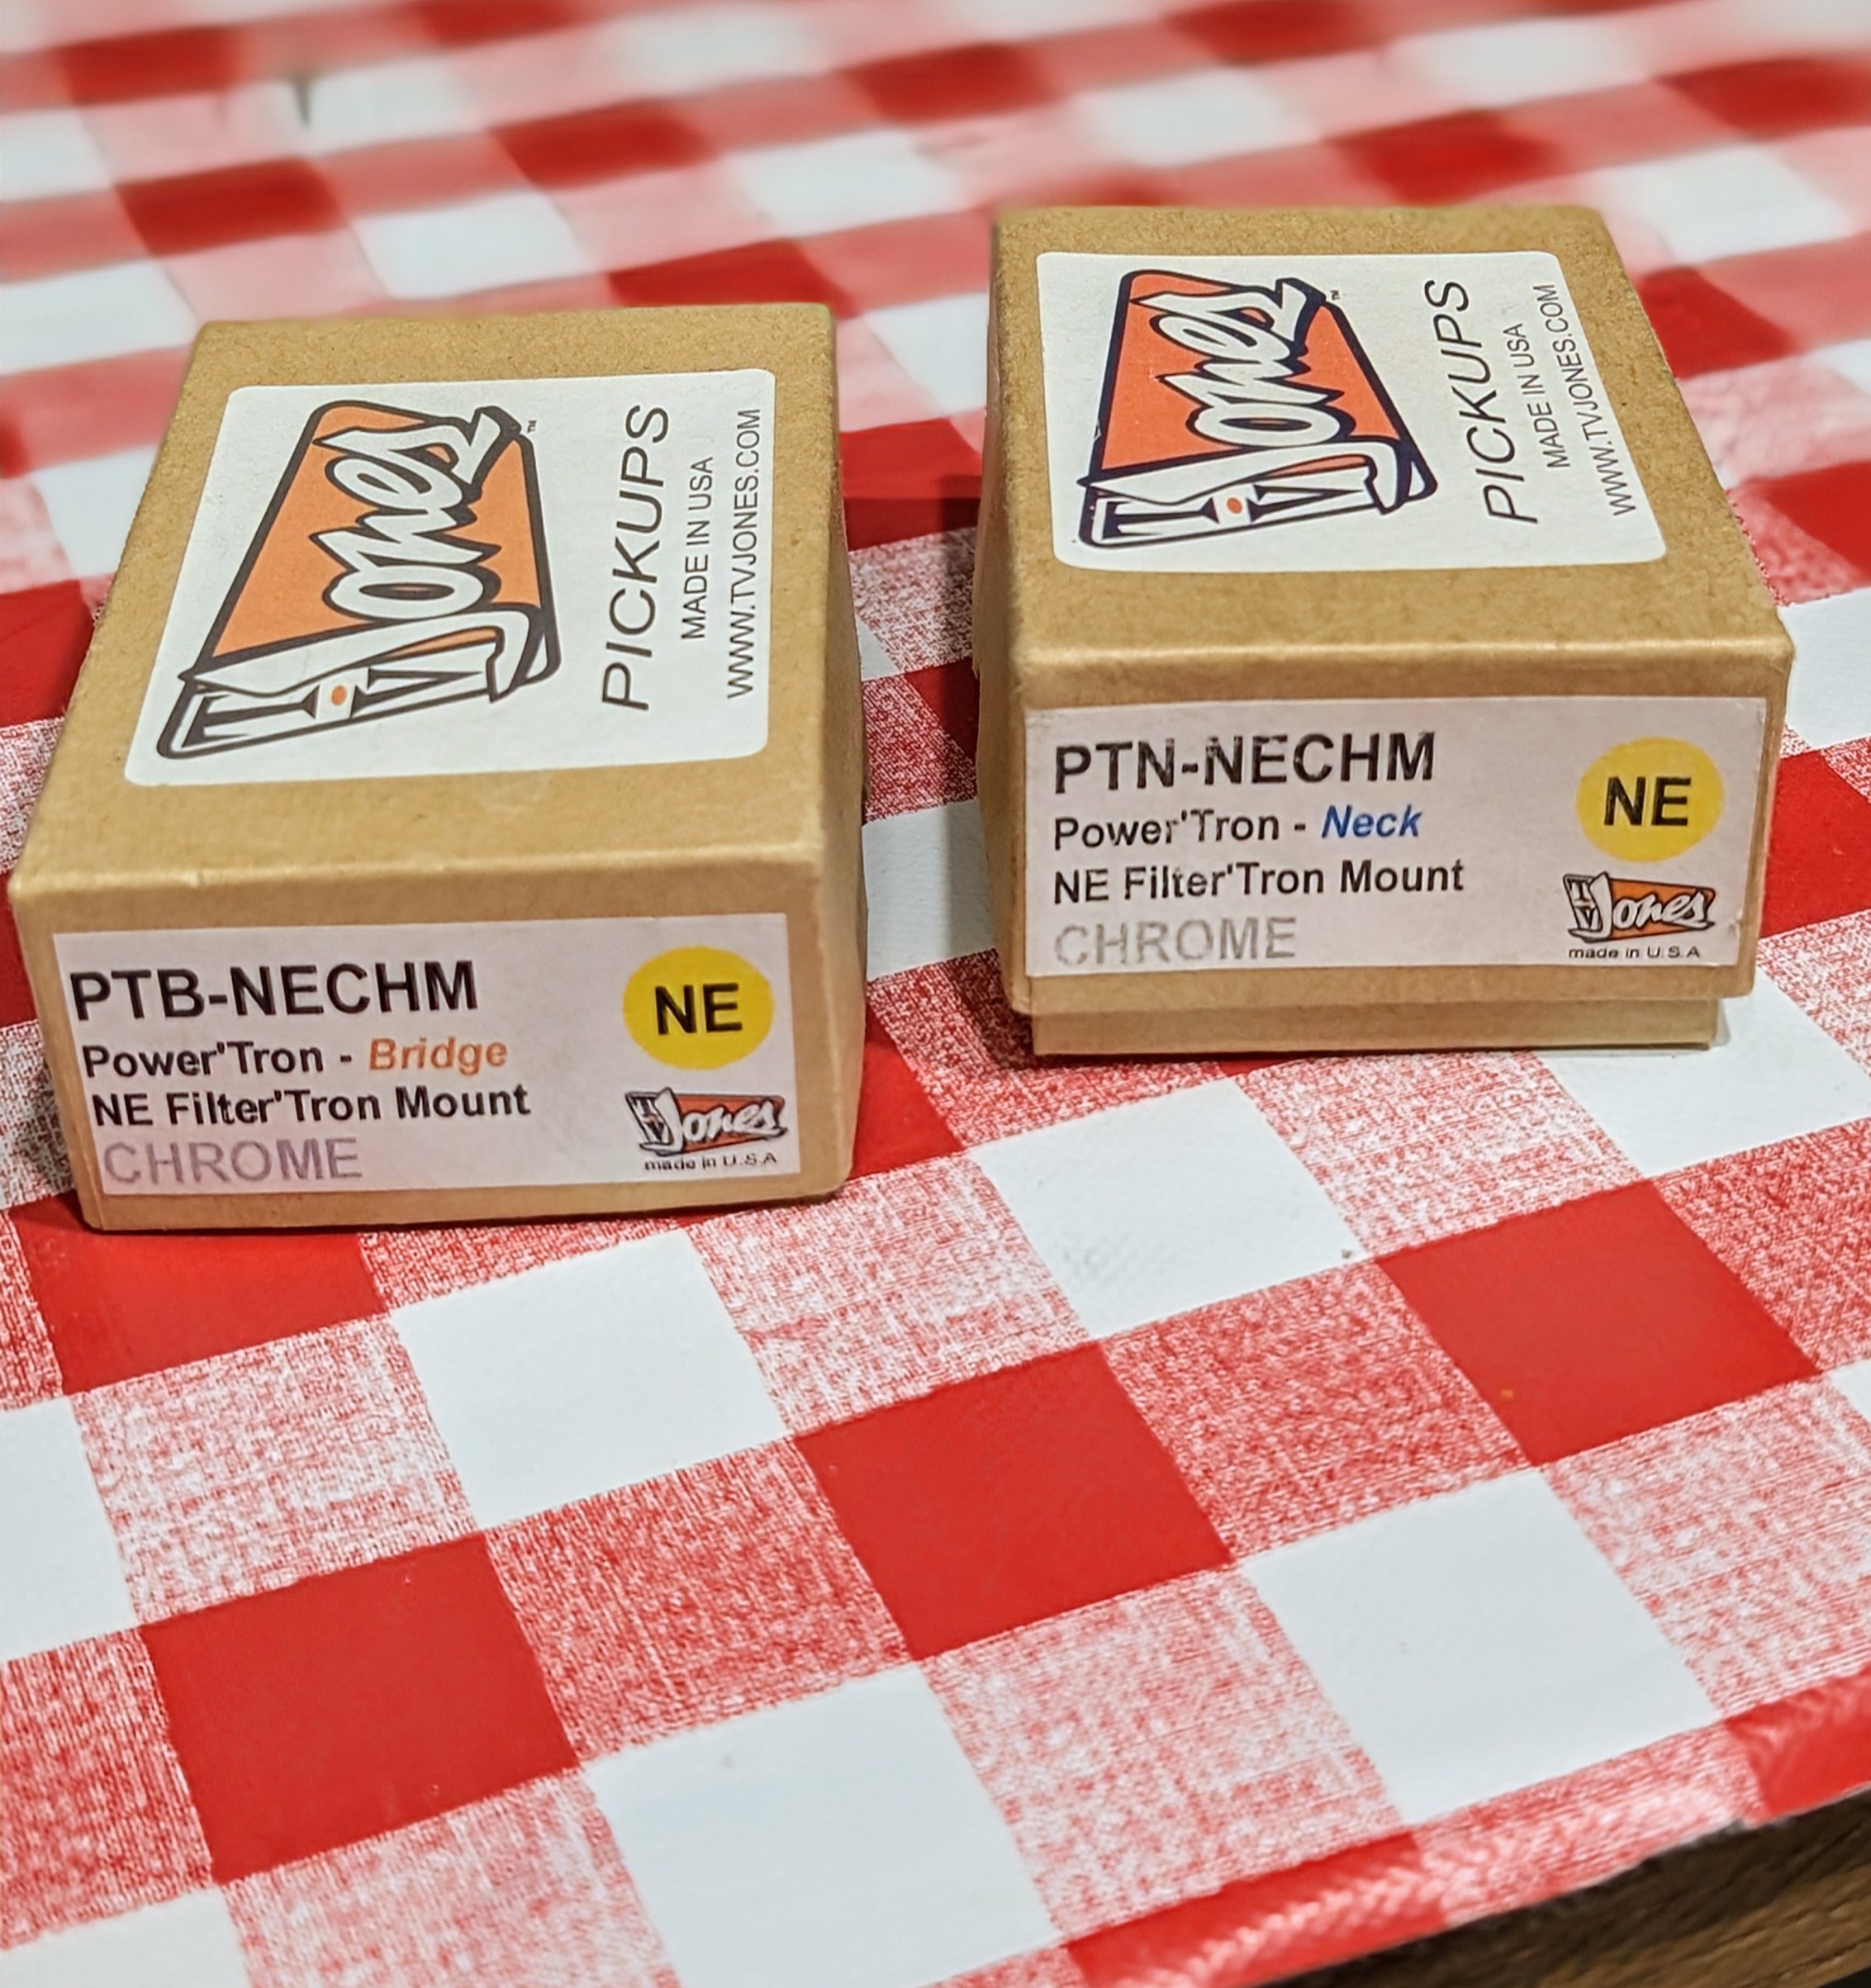 TV Jones™
PICKUPS
MADE IN USA
WWW.TVJONES.COM
PTB-NECHM
Power'Tron - Bridge
NE Filter'Tron Mount
CHROME
NE
TV Jones
made in U.S.A
TV Jones™
PICKUPS
MADE IN USA
WWW.TVJONES.COM
PTN-NECHM
Power'Tron - Neck
NE Filter'Tron Mount
CHROME
NE
TV Jones
made in U.S.A